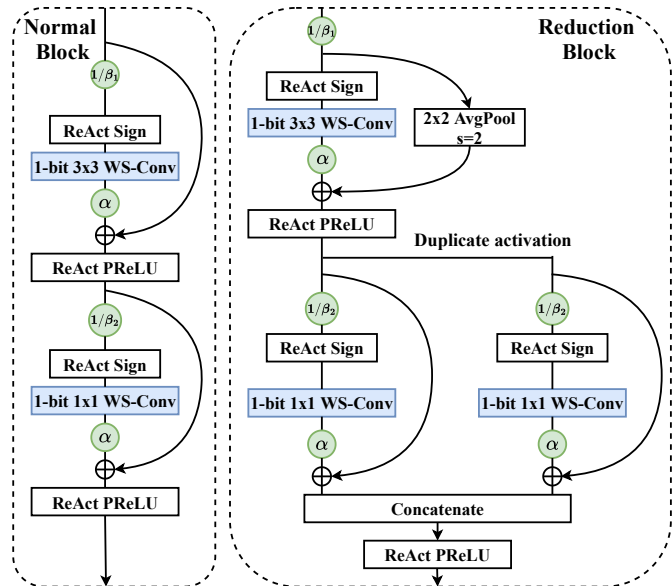 Normal
Block
1/β₁
ReAct Sign
1-bit 3x3 WS-Conv
α
ReAct PReLU
1/β₂
ReAct Sign
1-bit 1x1 WS-Conv
α
ReAct PReLU
Reduction
Block
1/β₁
ReAct Sign
1-bit 3x3 WS-Conv
2x2 AvgPool
s=2
α
ReAct PReLU
Duplicate activation
1/β₂
ReAct Sign
1-bit 1x1 WS-Conv
α
1/β₂
ReAct Sign
1-bit 1x1 WS-Conv
α
Concatenate
ReAct PReLU